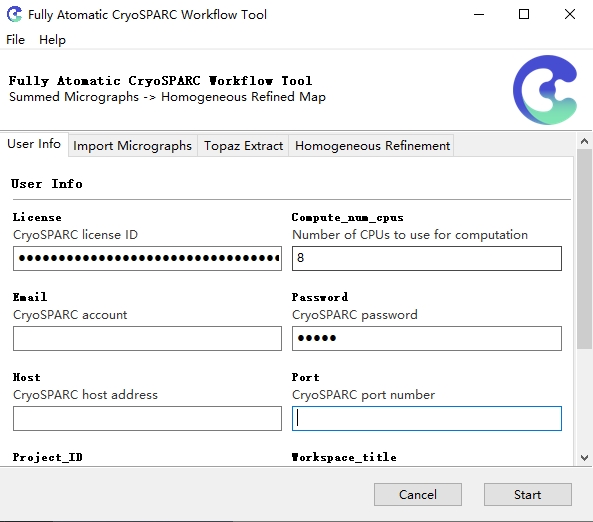 Fully Atomatic CryoSPARC Workflow Tool
File Help
Fully Atomatic CryoSPARC Workflow Tool
Summed Micrographs -> Homogeneous Refined Map
User Info Import Micrographs Topaz Extract Homogeneous Refinement
User Info
License Compute_num_cpus
CryoSPARC license ID Number of CPUs to use for computation
8
Email Password
CryoSPARC account CryoSPARC password
Host Port
CryoSPARC host address CryoSPARC port number
Project_ID Workspace_title
Cancel Start